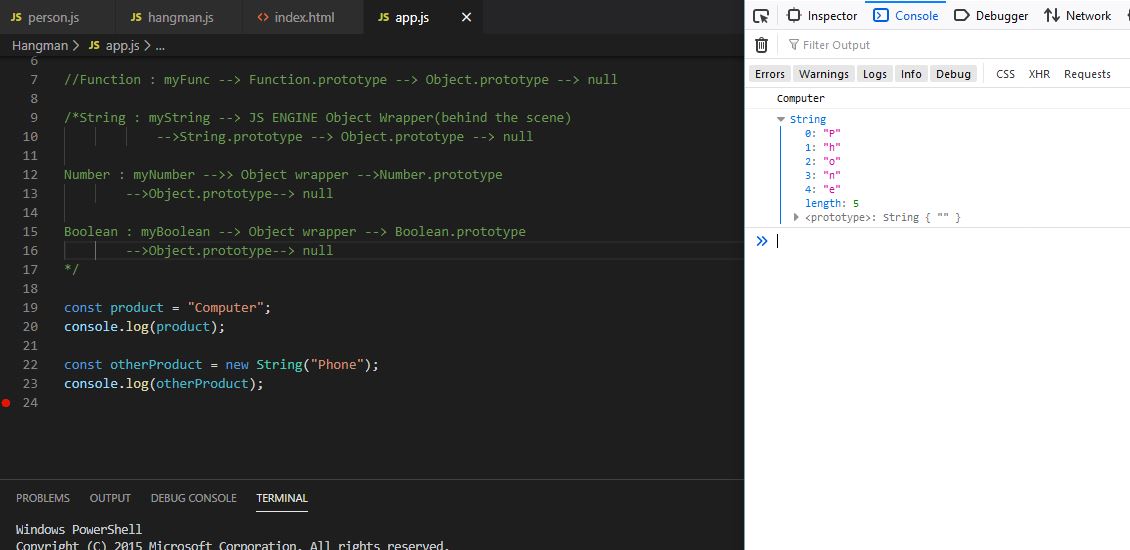 JS person.js JS hangman.js <> index.html JS app.js ×
Hangman > JS app.js > ...
6
7 //Function : myFunc --> Function.prototype --> Object.prototype --> null
8
9 /*String : myString --> JS ENGINE Object Wrapper(behind the scene)
10 -->String.prototype --> Object.prototype --> null
11
12 Number : myNumber -->> Object wrapper -->Number.prototype
13 -->Object.prototype--> null
14
15 Boolean : myBoolean --> Object wrapper --> Boolean.prototype
16 -->Object.prototype--> null
17 */
18
19 const product = "Computer";
20 console.log(product);
21
22 const otherProduct = new String("Phone");
23 console.log(otherProduct);
24
PROBLEMS OUTPUT DEBUG CONSOLE TERMINAL
Windows PowerShell
Copyright (C) 2015 Microsoft Corporation. All rights reserved.
Inspector Console Debugger Network
Filter Output
Errors Warnings Logs Info Debug CSS XHR Requests
Computer
String
0: "P"
1: "h"
2: "o"
3: "n"
4: "e"
length: 5
<prototype>: String { "" }
>>